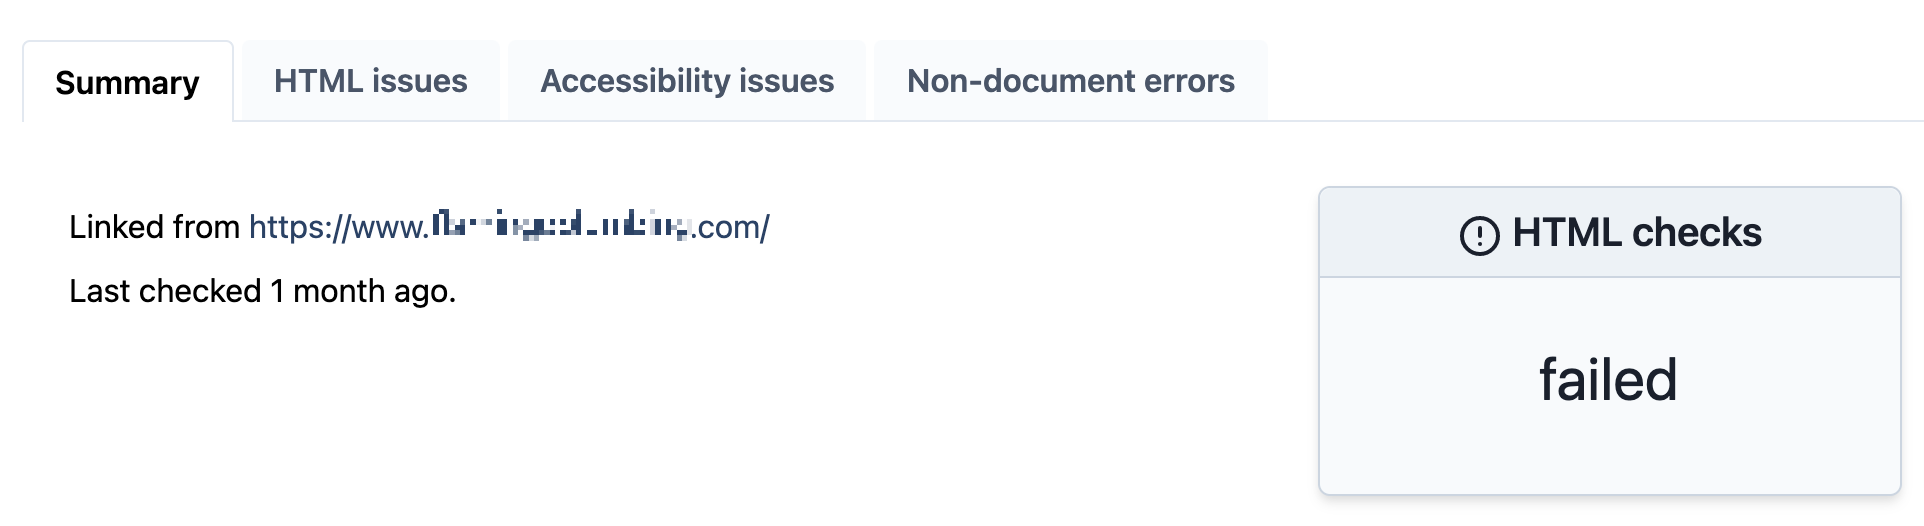 Summary
HTML issues
Accessibility issues
Non-document errors
Linked from https://www. .com/
Last checked 1 month ago.
HTML checks
failed